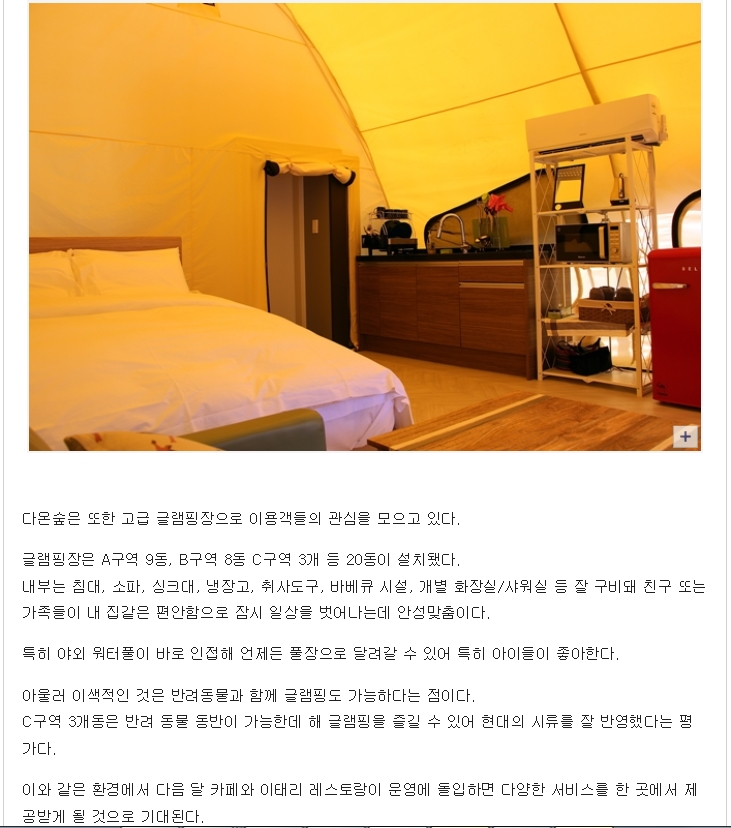 다온숲은 또한 고급 글램핑장으로 이용객들의 관심을 모으고 있다.
글램핑장은 A구역 9동, B구역 8동 C구역 3개 등 20동이 설치됐다.
내부는 침대, 소파, 싱크대, 냉장고, 취사도구, 바베큐 시설, 개별 화장실/샤워실 등 잘 구비돼 친구 또는
가족들이 내 집같은 편안함으로 잠시 일상을 벗어나는데 안성맞춤이다.
특히 야외 워터풀이 바로 인접해 언제든 풀장으로 달려갈 수 있어 특히 아이들이 좋아한다.
아울러 이색적인 것은 반려동물과 함께 글램핑도 가능하다는 점이다.
C구역 3개동은 반려 동물 동반이 가능한데 해 글램핑을 즐길 수 있어 현대의 시류를 잘 반영했다는 평
가다.
이와 같은 환경에서 다음 달 카페와 이태리 레스토랑이 운영에 돌입하면 다양한 서비스를 한 곳에서 제
공받게 될 것으로 기대된다.